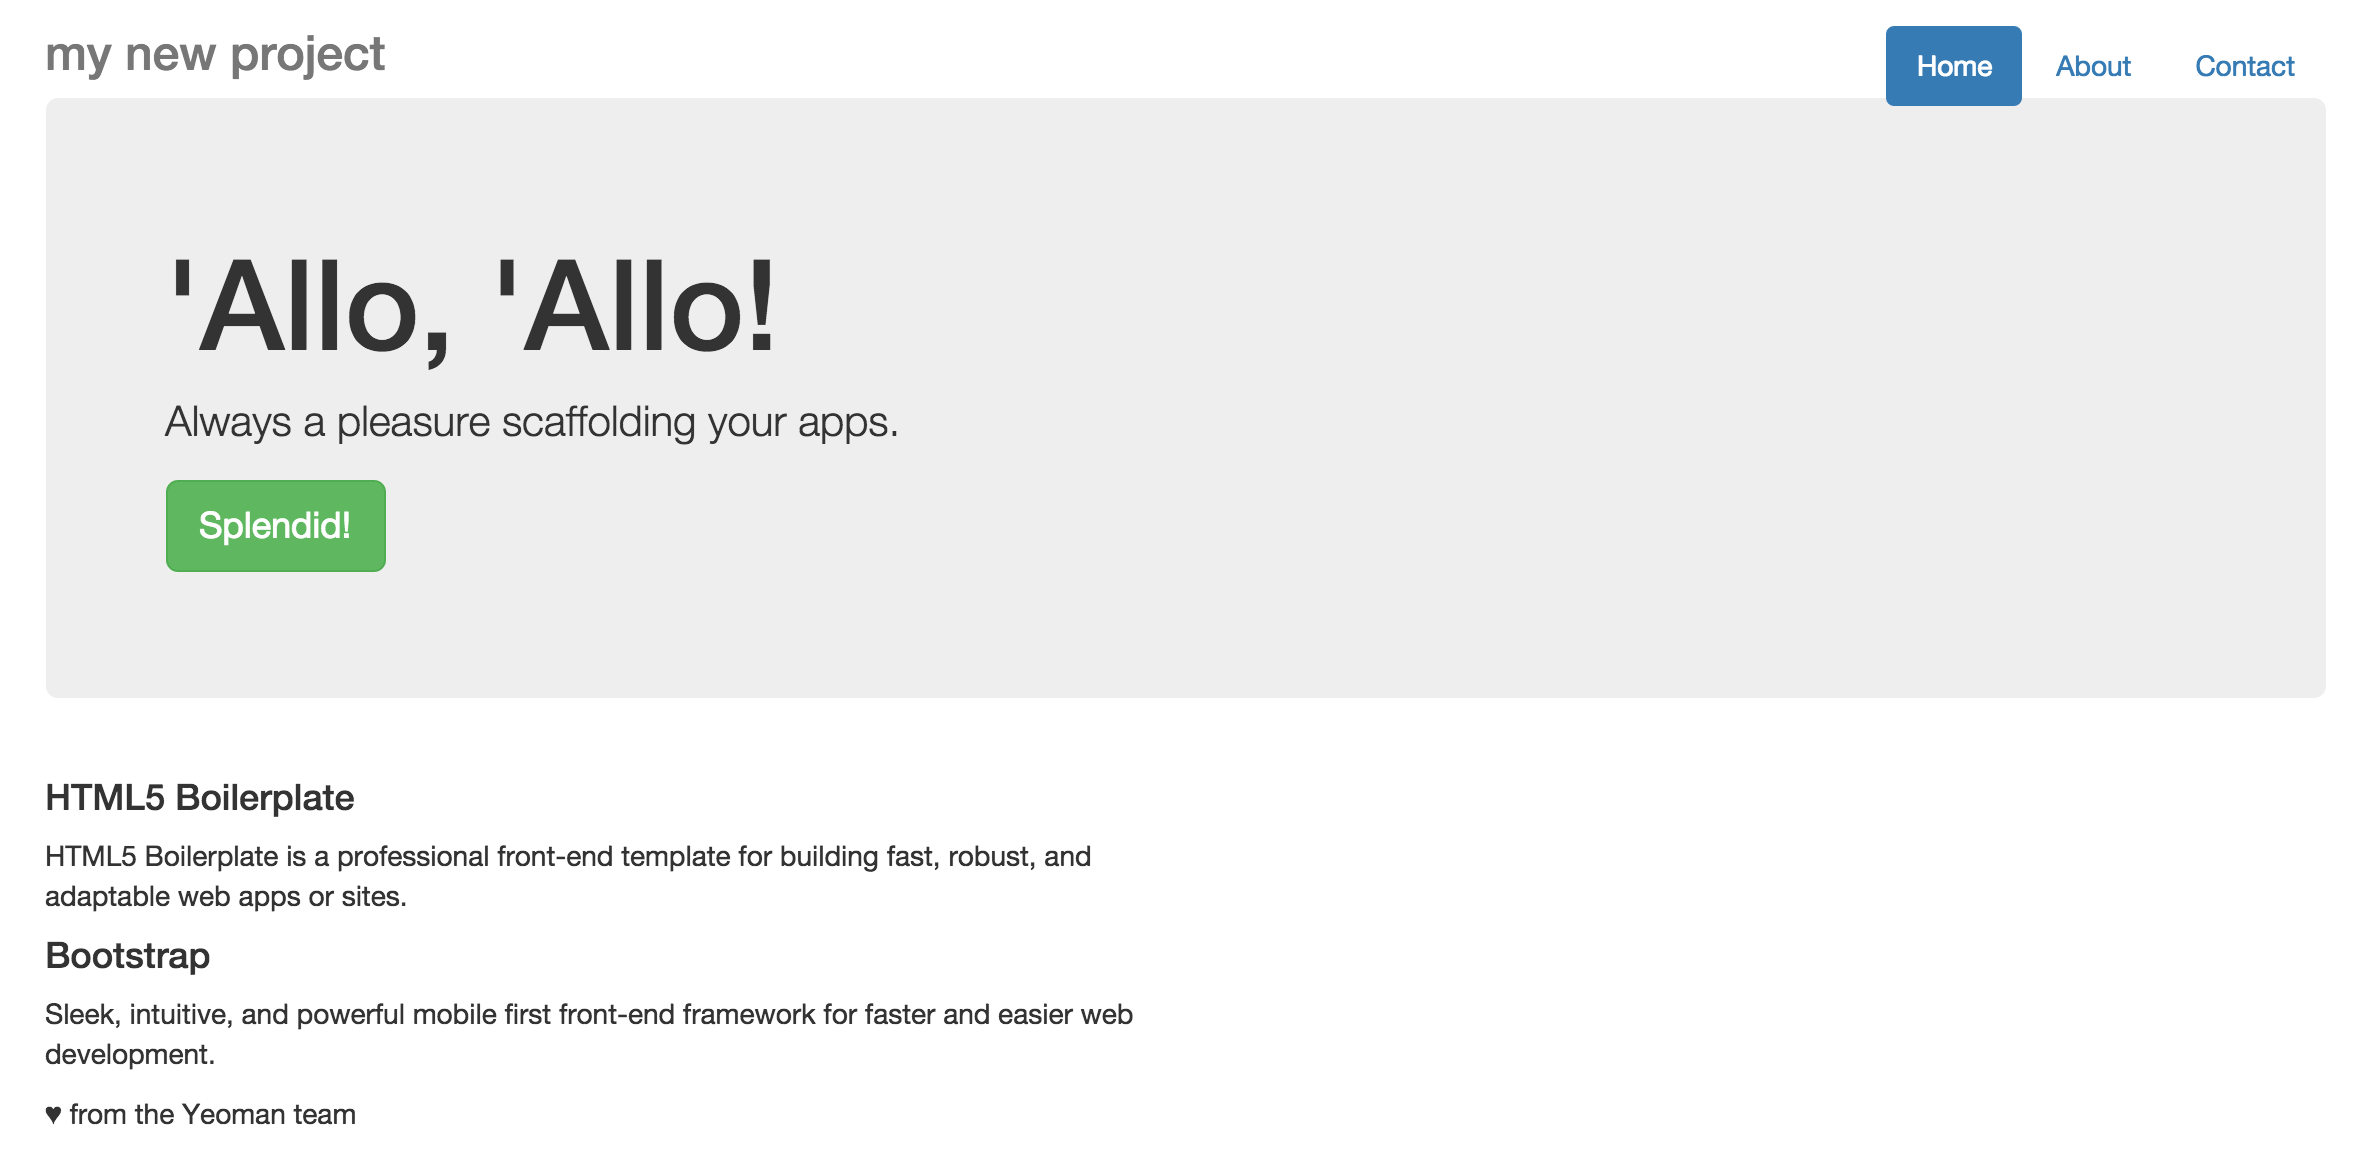 my new project
Home
About
Contact
'Allo, 'Allo!
Always a pleasure scaffolding your apps.
Splendid!
HTML5 Boilerplate
HTML5 Boilerplate is a professional front-end template for building fast, robust, and
adaptable web apps or sites.
Bootstrap
Sleek, intuitive, and powerful mobile first front-end framework for faster and easier web
development.
♥ from the Yeoman team